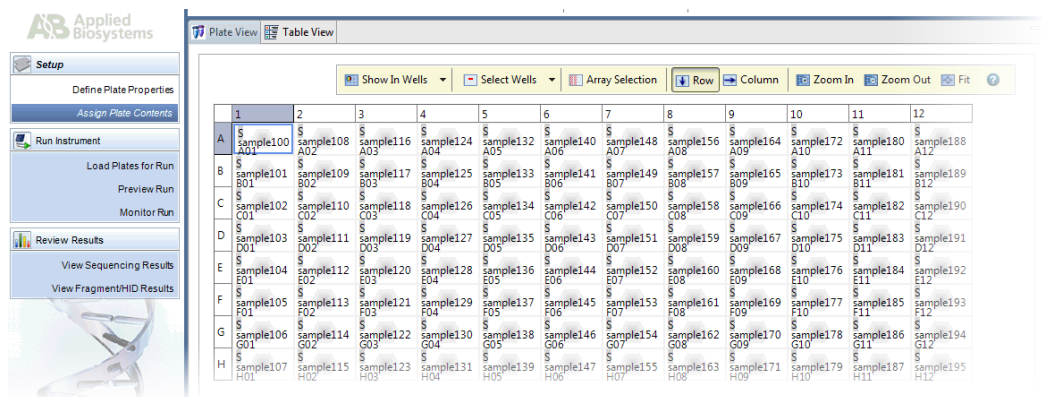 Applied
Biosystems
Plate View Table View
Setup
Define Plate Properties
Assign Plate Contents
Run Instrument
Load Plates for Run
Preview Run
Monitor Run
Review Results
View Sequencing Results
View Fragment/HID Results
Show In Wells Select Wells Array Selection Row Column Zoom In Zoom Out Fit ?
1 2 3 4 5 6 7 8 9 10 11 12
A
S S S S S S S S S S S S
sample100 sample108 sample116 sample124 sample132 sample140 sample148 sample156 sample164 sample172 sample180 sample188
A01 A02 A03 A04 A05 A06 A07 A08 A09 A10 A11 A12
B
S S S S S S S S S S S S
sample101 sample109 sample117 sample125 sample133 sample141 sample149 sample157 sample165 sample173 sample181 sample189
B01 B02 B03 B04 B05 B06 B07 B08 B09 B10 B11 B12
C
S S S S S S S S S S S S
sample102 sample110 sample118 sample126 sample134 sample142 sample150 sample158 sample166 sample174 sample182 sample190
C01 C02 C03 C04 C05 C06 C07 C08 C09 C10 C11 C12
D
S S S S S S S S S S S S
sample103 sample111 sample119 sample127 sample135 sample143 sample151 sample159 sample167 sample175 sample183 sample191
D01 D02 D03 D04 D05 D06 D07 D08 D09 D10 D11 D12
E
S S S S S S S S S S S S
sample104 sample112 sample120 sample128 sample136 sample144 sample152 sample160 sample168 sample176 sample184 sample192
E01 E02 E03 E04 E05 E06 E07 E08 E09 E10 E11 E12
F
S S S S S S S S S S S S
sample105 sample113 sample121 sample129 sample137 sample145 sample153 sample161 sample169 sample177 sample185 sample193
F01 F02 F03 F04 F05 F06 F07 F08 F09 F10 F11 F12
G
S S S S S S S S S S S S
sample106 sample114 sample122 sample130 sample138 sample146 sample154 sample162 sample170 sample178 sample186 sample194
G01 G02 G03 G04 G05 G06 G07 G08 G09 G10 G11 G12
H
S S S S S S S S S S S S
sample107 sample115 sample123 sample131 sample139 sample147 sample155 sample163 sample171 sample179 sample187 sample195
H01 H02 H03 H04 H05 H06 H07 H08 H09 H10 H11 H12